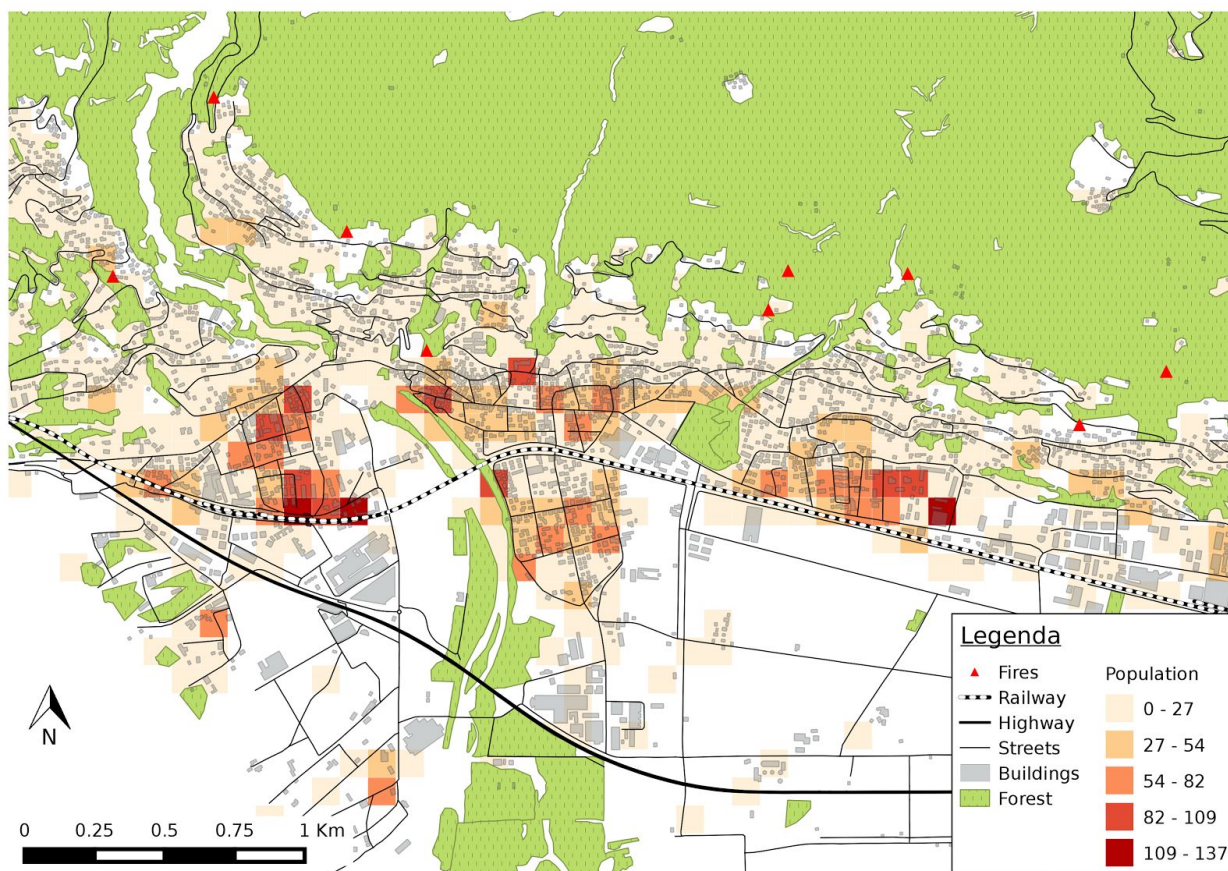 Legenda
Fires
Railway
Highway
Streets
Buildings
Forest
Population
0 - 27
27 - 54
54 - 82
82 - 109
109 - 137
N
0 0.25 0.5 0.75 1 Km